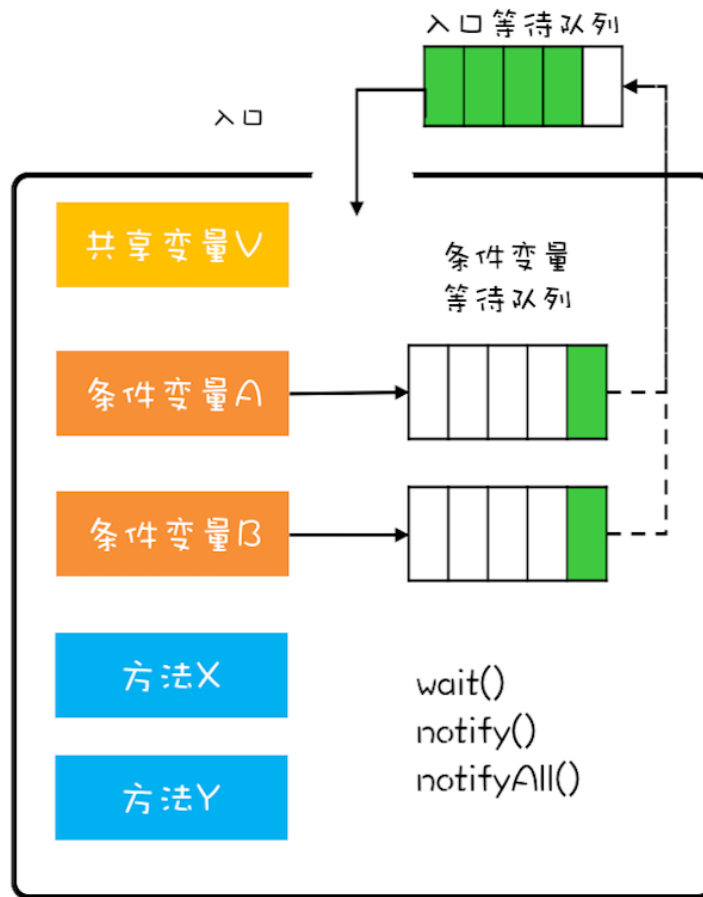 入口等待队列
入口
共享变量V
条件变量
等待队列
条件变量A
条件变量B
方法X
wait()
notify()
notifyAll()
方法Y